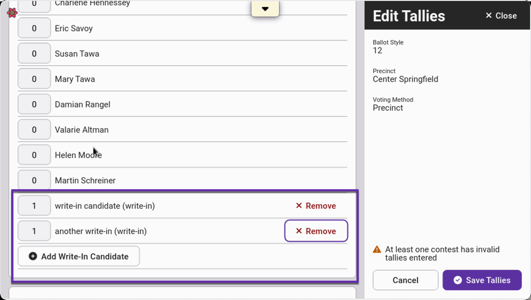 0 Charlene Hennessey
0 Eric Savoy
0 Susan Tawa
0 Mary Tawa
0 Damian Rangel
0 Valarie Altman
0 Helen Moore
0 Martin Schreiner
1 write-in candidate (write-in) × Remove
1 another write-in (write-in) × Remove
Add Write-In Candidate
Edit Tallies
× Close
Ballot Style
12
Precinct
Center Springfield
Voting Method
Precinct
At least one contest has invalid
tallies entered
Cancel
Save Tallies